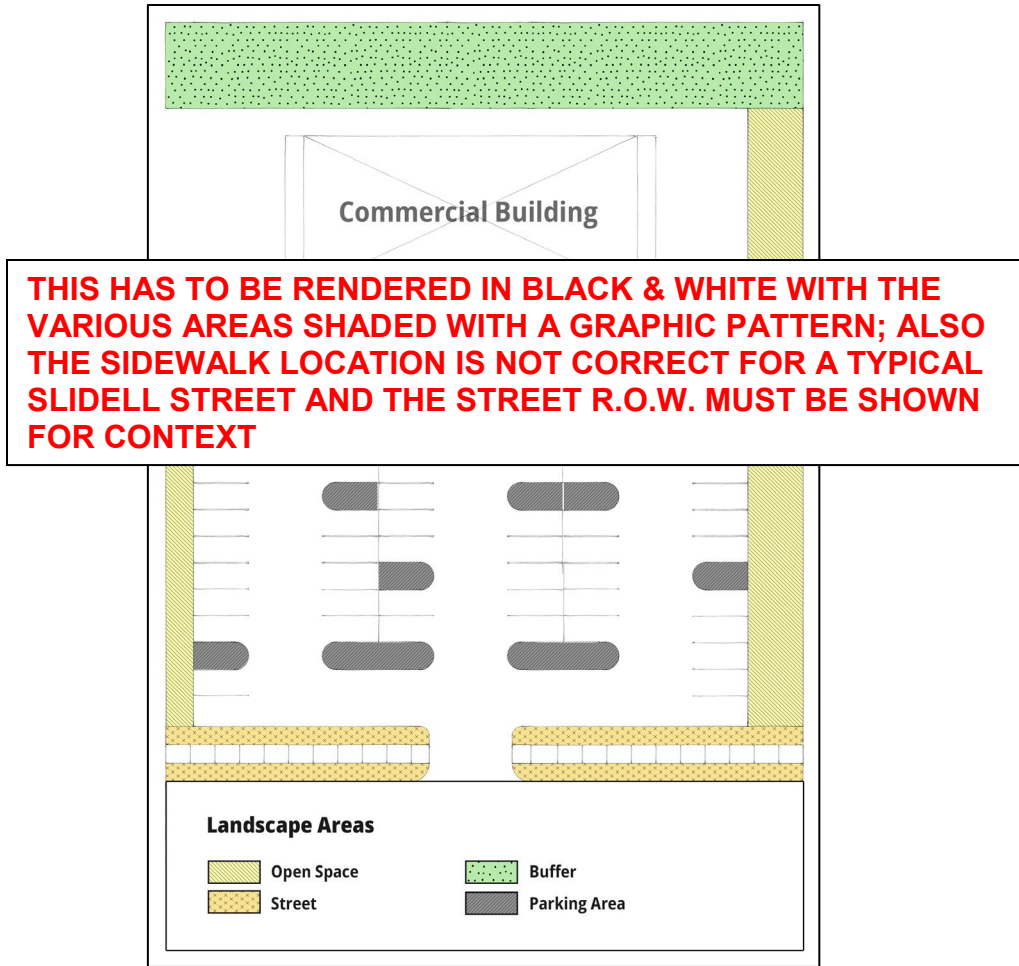 Commercial Building
THIS HAS TO BE RENDERED IN BLACK & WHITE WITH THE
VARIOUS AREAS SHADED WITH A GRAPHIC PATTERN; ALSO
THE SIDEWALK LOCATION IS NOT CORRECT FOR A TYPICAL
SLIDELL STREET AND THE STREET R.O.W. MUST BE SHOWN
FOR CONTEXT
Landscape Areas
Open Space
Buffer
Street
Parking Area